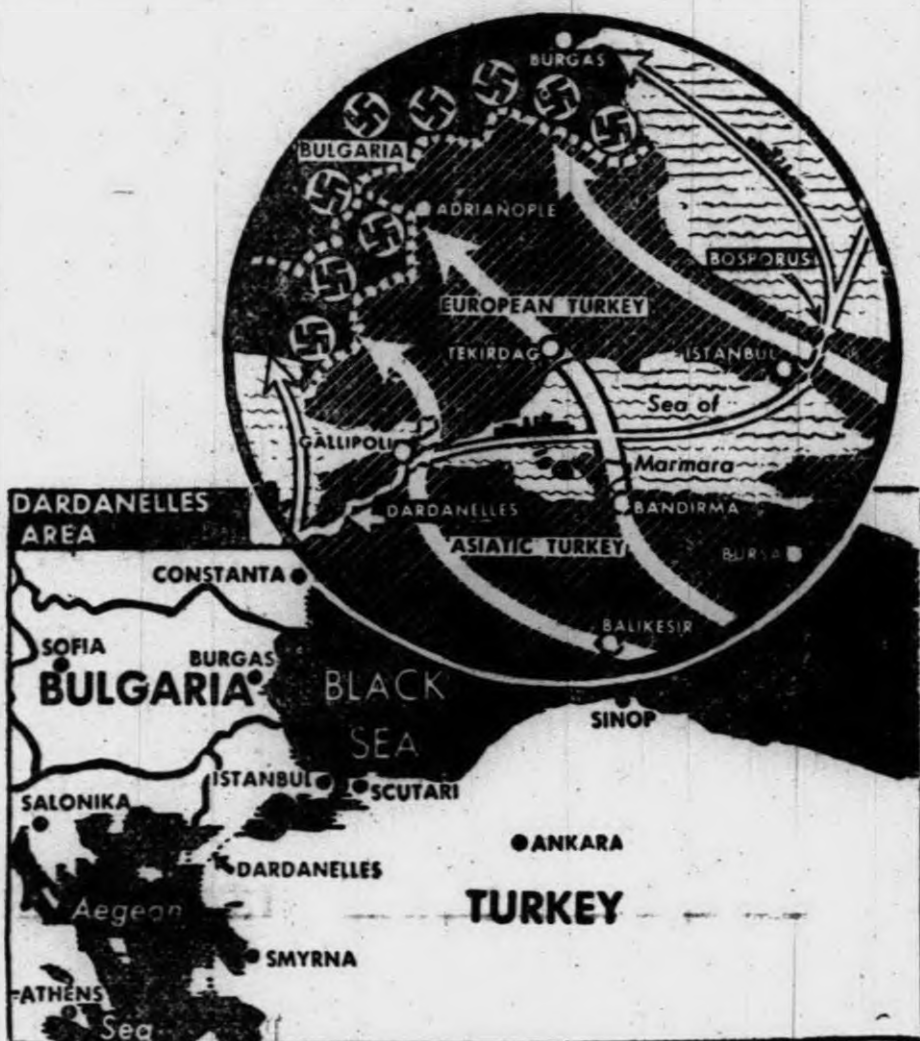 BURGAS
BULGARIA
ADRIANOPLE
BOSPORUS
EUROPEAN TURKEY
TEKIRDAG
ISTANBUL
Sea of
Marmara
GALLIPOLI
DARDANELLES
BANDIRMA
ASIATIC TURKEY
BURSA
BALIKESIR
DARDANELLES
AREA
CONSTANTA
SOFIA
BURGAS
BULGARIA
BLACK
SEA
SINOP
ISTANBUL
SCUTARI
SALONIKA
ANKARA
DARDANELLES
TURKEY
Aegean
SMYRNA
ATHENS
Sea